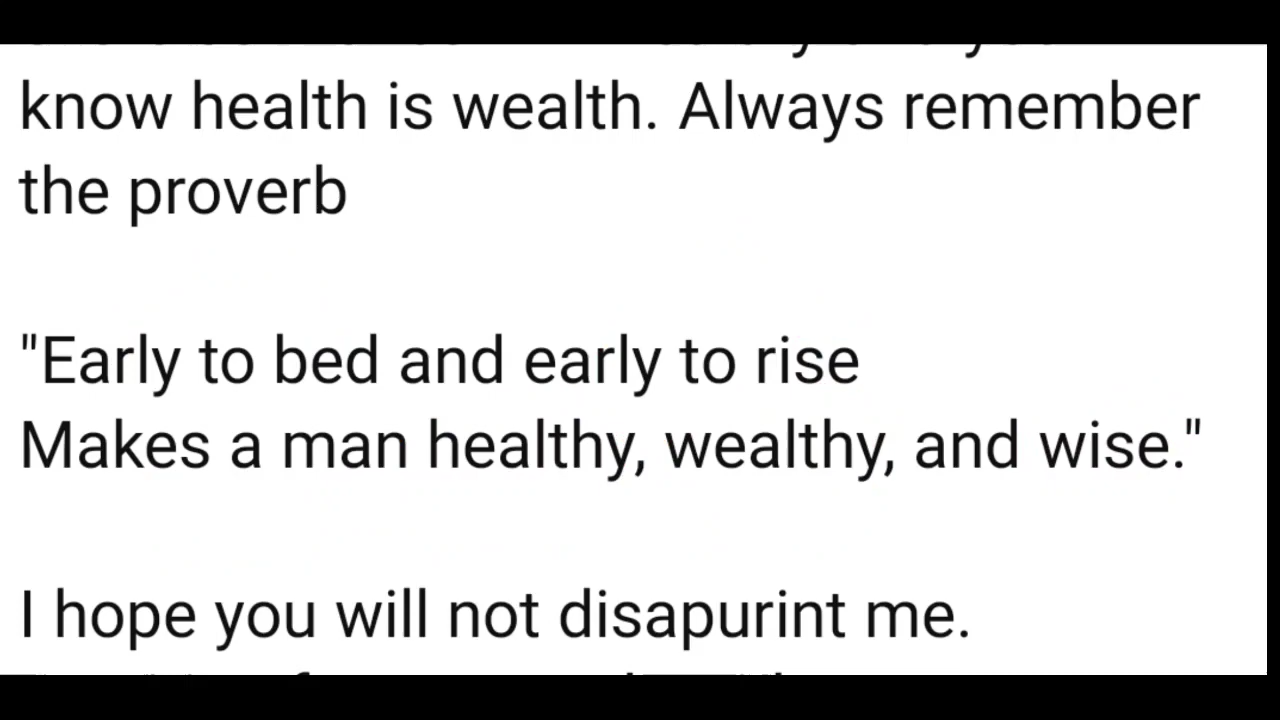 know health is wealth. Always remember
the proverb
"Early to bed and early to rise
Makes a man healthy, wealthy, and wise."
I hope you will not disapurint me.